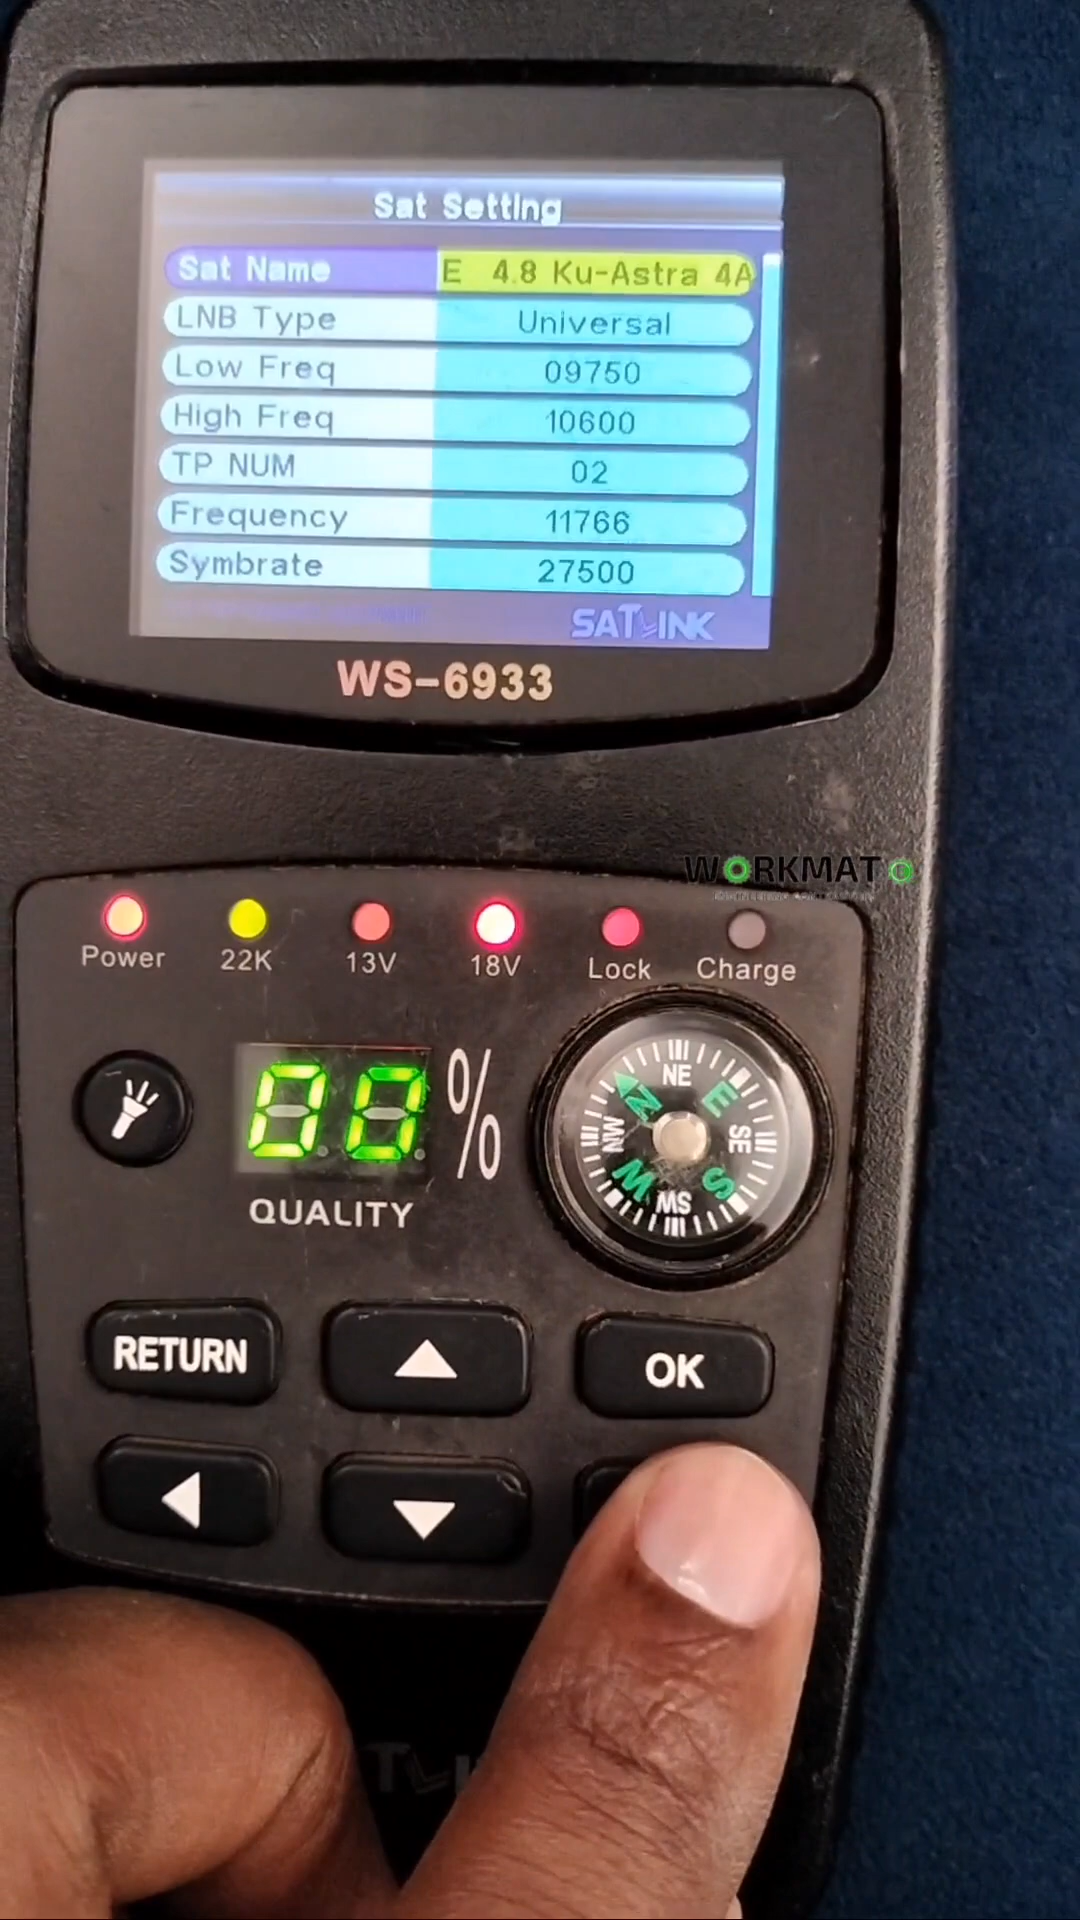 Sat Setting
Sat Name E 4.8 Ku-Astra 4A
LNB Type Universal
Low Freq 09750
High Freq 10600
TP NUM 02
Frequency 11766
Symbrate 27500
SATLINK
WS-6933
WORKMATO
Power 22K 13V 18V Lock Charge
00 %
QUALITY
NE
N E
NW SE
W S
SW
RETURN OK